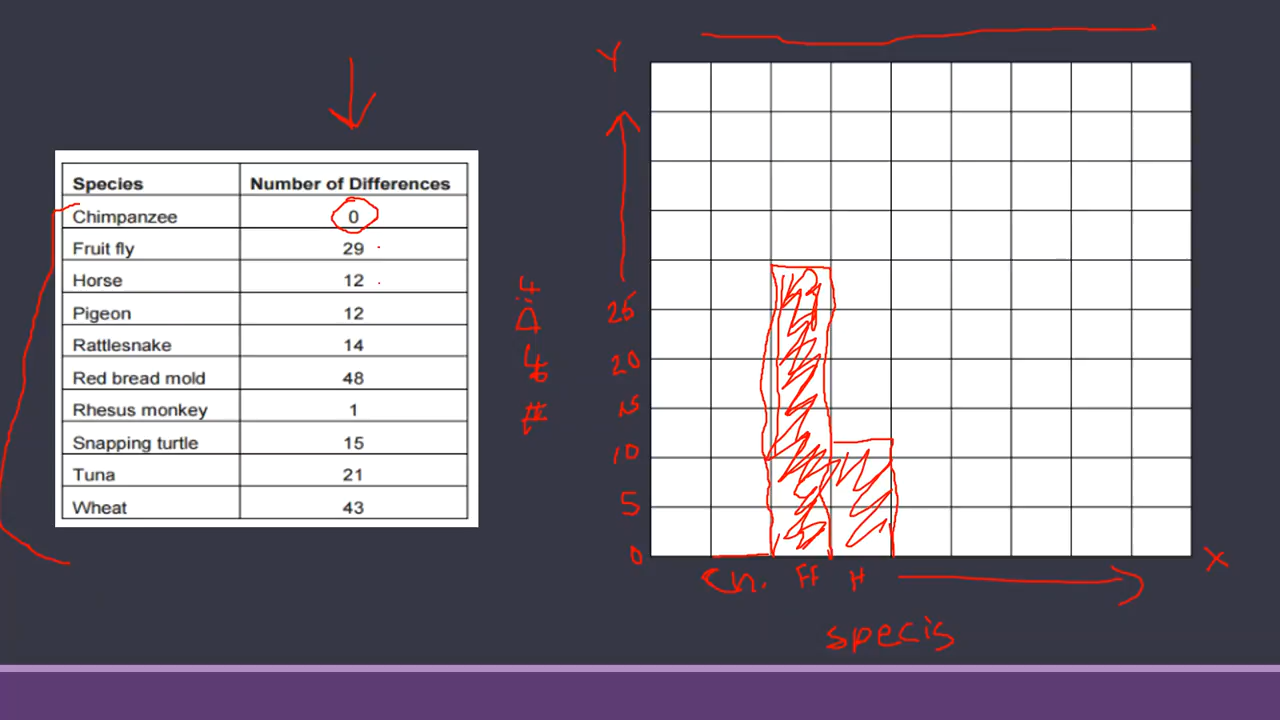 Species Number of Differences
Chimpanzee 0
Fruit fly 29
Horse 12
Pigeon 12
Rattlesnake 14
Red bread mold 48
Rhesus monkey 1
Snapping turtle 15
Tuna 21
Wheat 43
Y
25
20
15
10
5
0
# of Dif
X
Ch. FF H
specis